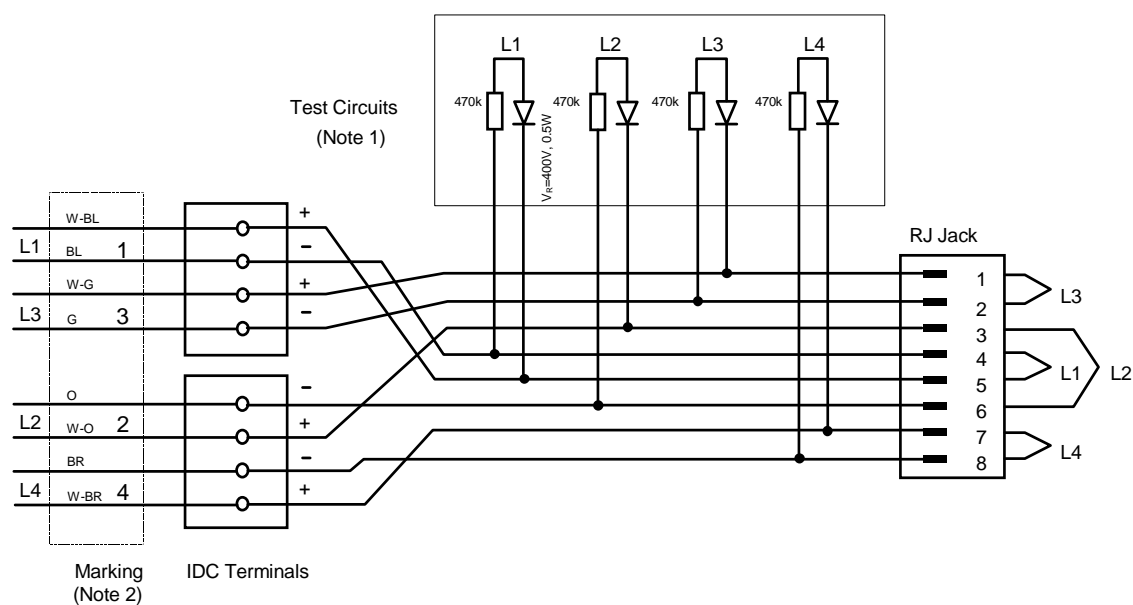 L1 L2 L3 L4
470k 470k 470k 470k
Test Circuits
(Note 1)
VR=400V, 0.5W
W-BL +
L1 BL 1 −
W-G +
L3 G 3 −
O −
L2 W-O 2 +
BR −
L4 W-BR 4 +
RJ Jack
1
2
L3
3
4
L1
L2
5
6
7
L4
8
Marking
(Note 2)
IDC Terminals